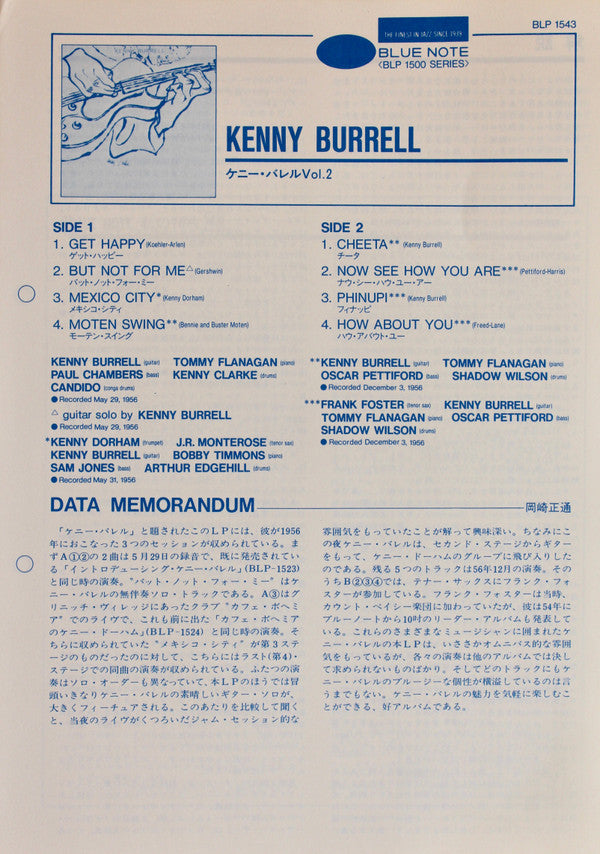 BLP 1543
THE FINEST IN JAZZ SINCE 1939
BLUE NOTE
〈BLP 1500 SERIES〉
KENNY BURRELL
ケニー・バレルVol.2
SIDE 1
1. GET HAPPY (Koehler-Arlen)
ゲット・ハッピー
2. BUT NOT FOR ME△ (Gershwin)
バット・ノット・フォー・ミー
3. MEXICO CITY* (Kenny Dorham)
メキシコ・シティ
4. MOTEN SWING** (Bennie and Buster Moten)
モーテン・スイング
KENNY BURRELL (guitar) TOMMY FLANAGAN (piano)
PAUL CHAMBERS (bass) KENNY CLARKE (drums)
CANDIDO (conga drums)
● Recorded May 29, 1956
△ guitar solo by KENNY BURRELL
● Recorded May 29, 1956
*KENNY DORHAM (trumpet) J.R. MONTEROSE (tenor sax)
KENNY BURRELL (guitar) BOBBY TIMMONS (piano)
SAM JONES (bass) ARTHUR EDGEHILL (drums)
● Recorded May 31, 1956
SIDE 2
1. CHEETA** (Kenny Burrell)
チータ
2. NOW SEE HOW YOU ARE*** (Pettiford-Harris)
ナウ・シー・ハウ・ユー・アー
3. PHINUPI*** (Kenny Burrell)
フィナッピ
4. HOW ABOUT YOU*** (Freed-Lane)
ハウ・アバウト・ユー
**KENNY BURRELL (guitar) TOMMY FLANAGAN (piano)
OSCAR PETTIFORD (bass) SHADOW WILSON (drums)
● Recorded December 3, 1956
***FRANK FOSTER (tenor sax) KENNY BURRELL (guitar)
TOMMY FLANAGAN (piano) OSCAR PETTIFORD (bass)
SHADOW WILSON (drums)
● Recorded December 3, 1956
DATA MEMORANDUM
岡崎正通
「ケニー・バレル」と題されたこのLPには、彼が1956
年におこなった3つのセッションが収められている。ま
ずA①②の2曲は5月29日の録音で、既に発売されてい
る「イントロデューシング・ケニー・バレル」(BLP-1523)
と同じ時の演奏。"バット・ノット・フォー・ミー"はケ
ニー・バレルの無伴奏ソロ・トラックである。A③はグ
リニッチ・ヴィレッジにあったクラブ"カフェ・ボヘミ
ア"でのライヴで、これも前に出た「カフェ・ボヘミア
のケニー・ドーハム」(BLP-1524) と同じ時の演奏。そ
ちらに収められていた"メキシコ・シティ"が第3ステ
ージのものだったのに対して、こちらにはラスト(第4)・
ステージでの同曲の演奏が収められている。ふたつの演
奏はソロ・オーダーも異なっていて、本LPのほうでは冒
頭いきなりケニー・バレルの素晴しいギター・ソロが、
大きくフィーチュアされる。このあたりを比較して聞く
と、当夜のライヴがくつろいだジャム・セッション的な
雰囲気をもっていたことが解って興味深い。ちなみにこ
の夜ケニー・バレルは、セカンド・ステージからギター
をもって、ケニー・ドーハムのグループに飛び入りした
のである。残る5つのトラックは56年12月の演奏。その
うちB②③④では、テナー・サックスにフランク・フォ
スターが参加している。フランク・フォスターは当時、
カウント・ベイシー楽団に加わっていたが、彼は54年に
ブルーノートから10吋のリーダー・アルバムも発表して
いる。これらのさまざまなミュージシャンに囲まれたケ
ニー・バレルの本LPは、いささかオムニバス的な雰囲
気をもっているが、各々の演奏は他のアルバムでは決し
て求められないものばかり。そしてどのトラックにもケ
ニー・バレルのブルージーな個性が横溢しているのは言
うまでもない。ケニー・バレルの魅力を気軽に楽しむこ
とができる、好アルバムである。